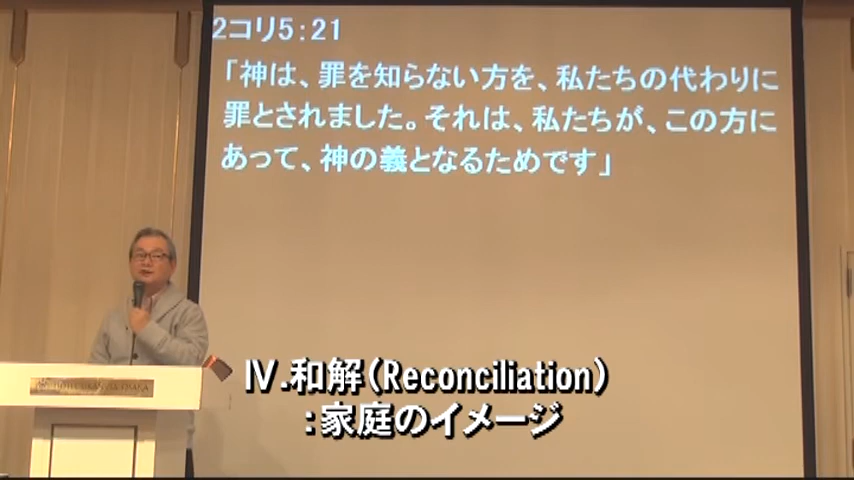 2コリ5：21
「神は、罪を知らない方を、私たちの代わりに
罪とされました。それは、私たちが、この方に
あって、神の義となるためです」
Ⅳ.和解（Reconciliation）
：家庭のイメージ